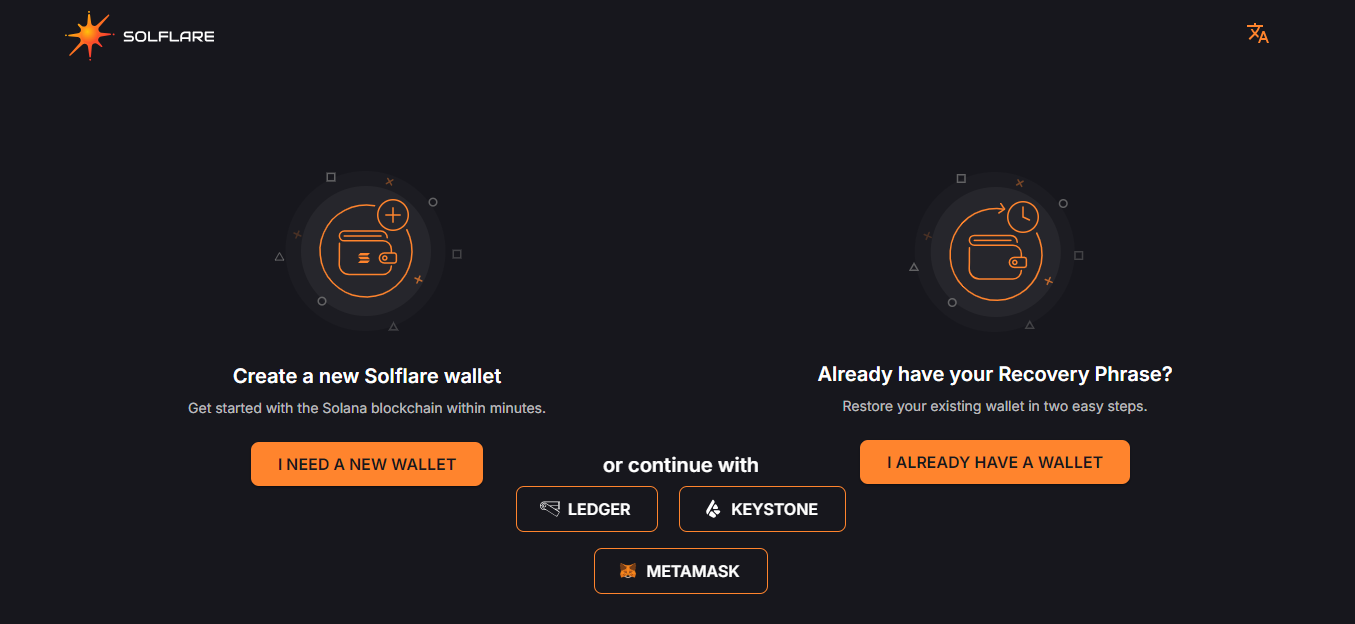 SOLFLARE
Create a new Solflare wallet
Get started with the Solana blockchain within minutes.
I NEED A NEW WALLET
Already have your Recovery Phrase?
Restore your existing wallet in two easy steps.
I ALREADY HAVE A WALLET
or continue with
LEDGER
KEYSTONE
METAMASK